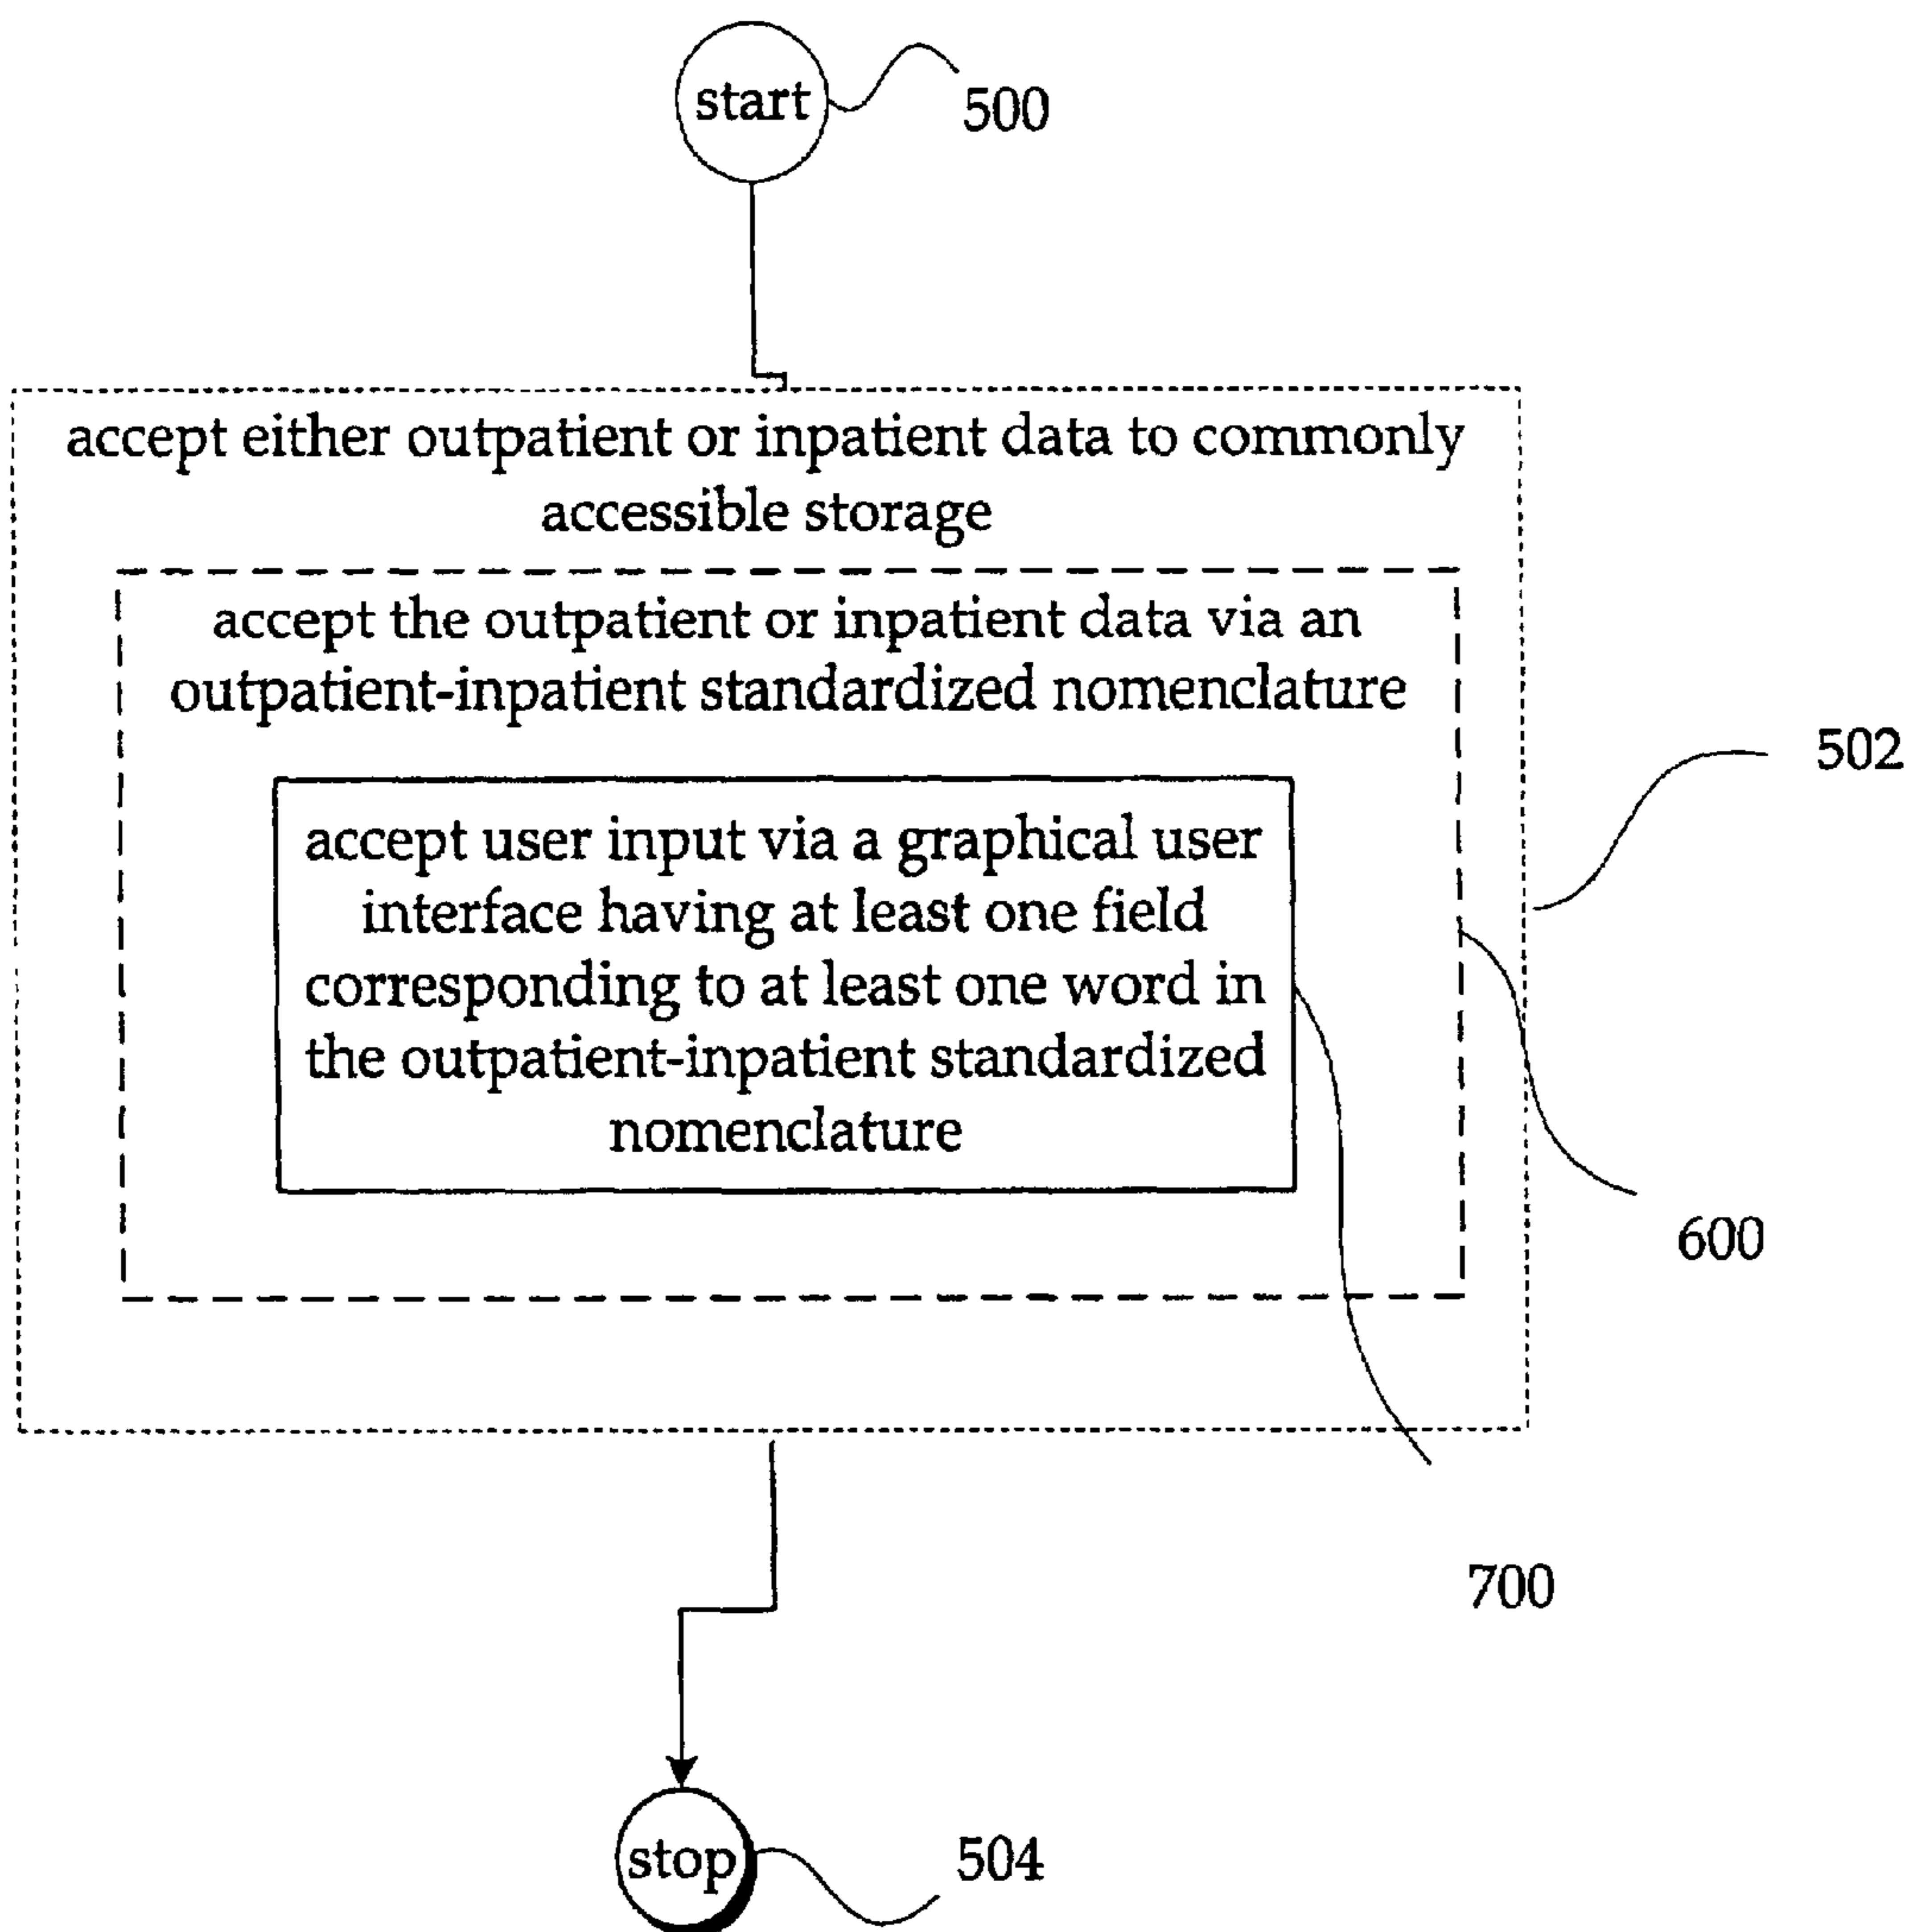 start
500
accept either outpatient or inpatient data to commonly
accessible storage
accept the outpatient or inpatient data via an
outpatient-inpatient standardized nomenclature
502
accept user input via a graphical user
interface having at least one field
corresponding to at least one word in
the outpatient-inpatient standardized
nomenclature
600
700
stop
504